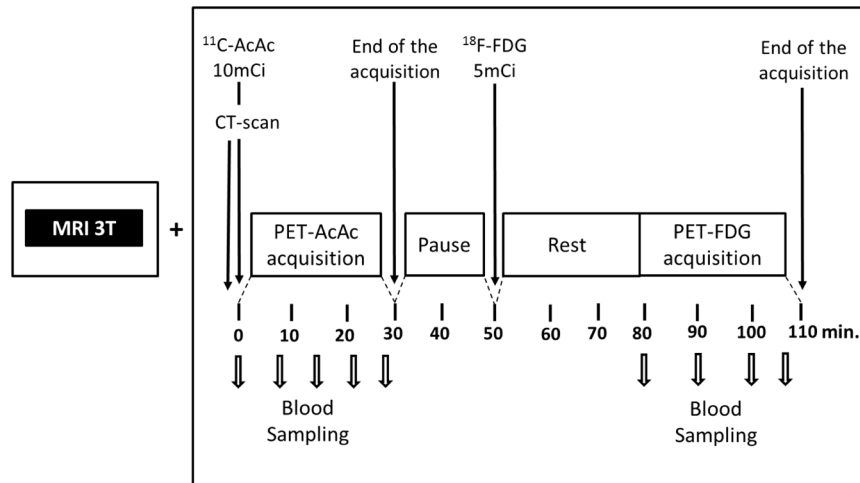 ¹¹C-AcAc
10mCi
CT-scan
End of the
acquisition
¹⁸F-FDG
5mCi
End of the
acquisition
MRI 3T
+
PET-AcAc
acquisition
Pause
Rest
PET-FDG
acquisition
0 10 20 30 40 50 60 70 80 90 100 110 min.
Blood
Sampling
Blood
Sampling